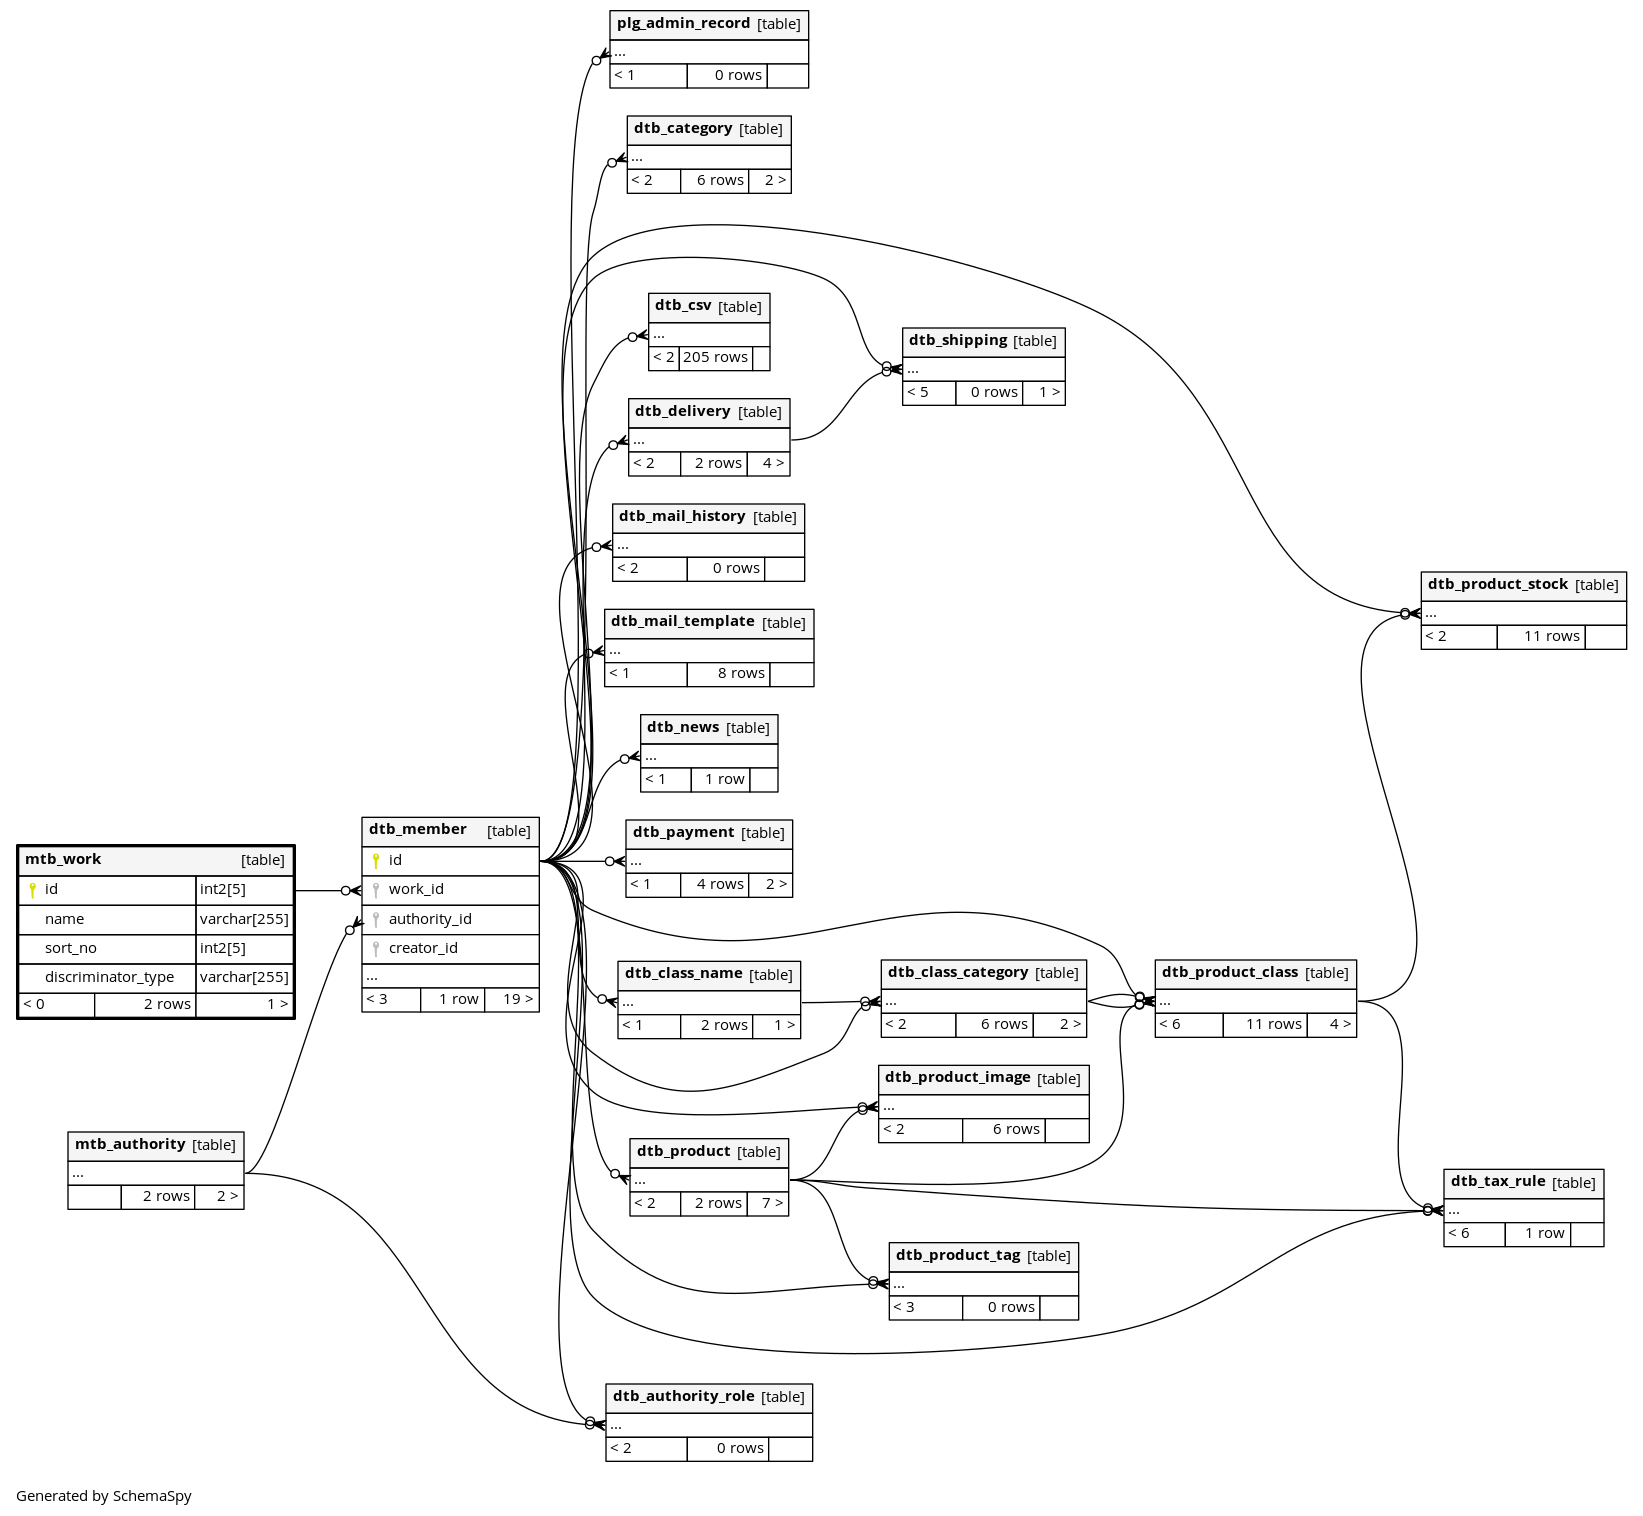 plg_admin_record [table]
...
< 1 0 rows
dtb_category [table]
...
< 2 6 rows 2 >
dtb_csv [table]
...
< 2 205 rows
dtb_shipping [table]
...
< 5 0 rows 1 >
dtb_delivery [table]
...
< 2 2 rows 4 >
dtb_mail_history [table]
...
< 2 0 rows
dtb_product_stock [table]
...
< 2 11 rows
dtb_mail_template [table]
...
< 1 8 rows
dtb_news [table]
...
< 1 1 row
dtb_member [table]
id
work_id
authority_id
creator_id
...
< 3 1 row 19 >
mtb_work [table]
id int2[5]
name varchar[255]
sort_no int2[5]
discriminator_type varchar[255]
< 0 2 rows 1 >
dtb_payment [table]
...
< 1 4 rows 2 >
dtb_class_name [table]
...
< 1 2 rows 1 >
dtb_class_category [table]
...
< 2 6 rows 2 >
dtb_product_class [table]
...
< 6 11 rows 4 >
dtb_product_image [table]
...
< 2 6 rows
mtb_authority [table]
...
2 rows 2 >
dtb_product [table]
...
< 2 2 rows 7 >
dtb_tax_rule [table]
...
< 6 1 row
dtb_product_tag [table]
...
< 3 0 rows
dtb_authority_role [table]
...
< 2 0 rows
Generated by SchemaSpy